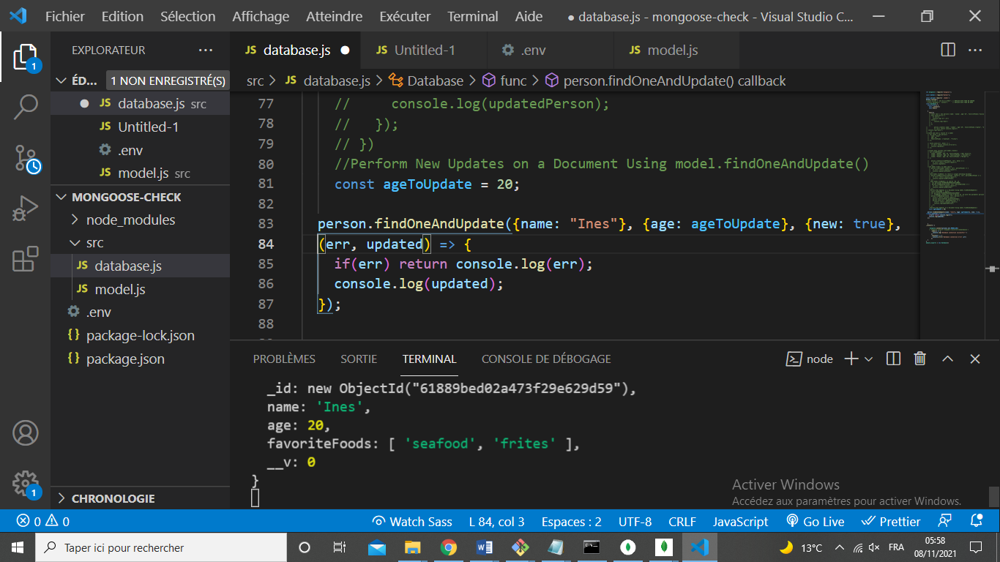 Fichier Edition Sélection Affichage Atteindre Exécuter Terminal Aide ● database.js - mongoose-check - Visual Studio C...
EXPLORATEUR ···
ÉD... 1 NON ENREGISTRÉ(S)
● JS database.js src
JS Untitled-1
.env
JS model.js src
MONGOOSE-CHECK
node_modules
src
JS database.js
JS model.js
.env
{} package-lock.json
{} package.json
CHRONOLOGIE
1
1
JS database.js ● JS Untitled-1 .env JS model.js ···
src > JS database.js > Database > func > person.findOneAndUpdate() callback
77 // console.log(updatedPerson);
78 // });
79 // })
80 //Perform New Updates on a Document Using model.findOneAndUpdate()
81 const ageToUpdate = 20;
82
83 person.findOneAndUpdate({name: "Ines"}, {age: ageToUpdate}, {new: true},
84 (err, updated) => {
85 if(err) return console.log(err);
86 console.log(updated);
87 });
88
PROBLÈMES SORTIE TERMINAL CONSOLE DE DÉBOGAGE node
_id: new ObjectId("61889bed02a473f29e629d59"),
name: 'Ines',
age: 20,
favoriteFoods: [ 'seafood', 'frites' ],
__v: 0
}
Activer Windows
Accédez aux paramètres pour activer Windows.
0 0 Watch Sass L 84, col 3 Espaces : 2 UTF-8 CRLF JavaScript Go Live Prettier
Taper ici pour rechercher 13°C FRA 05:58
08/11/2021